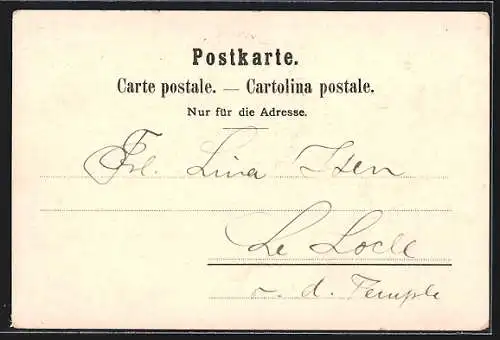 Postkarte.
Carte postale. — Cartolina postale.
Nur für die Adresse.
Frl. Lina Isen
Le Locle
r. d. Temple